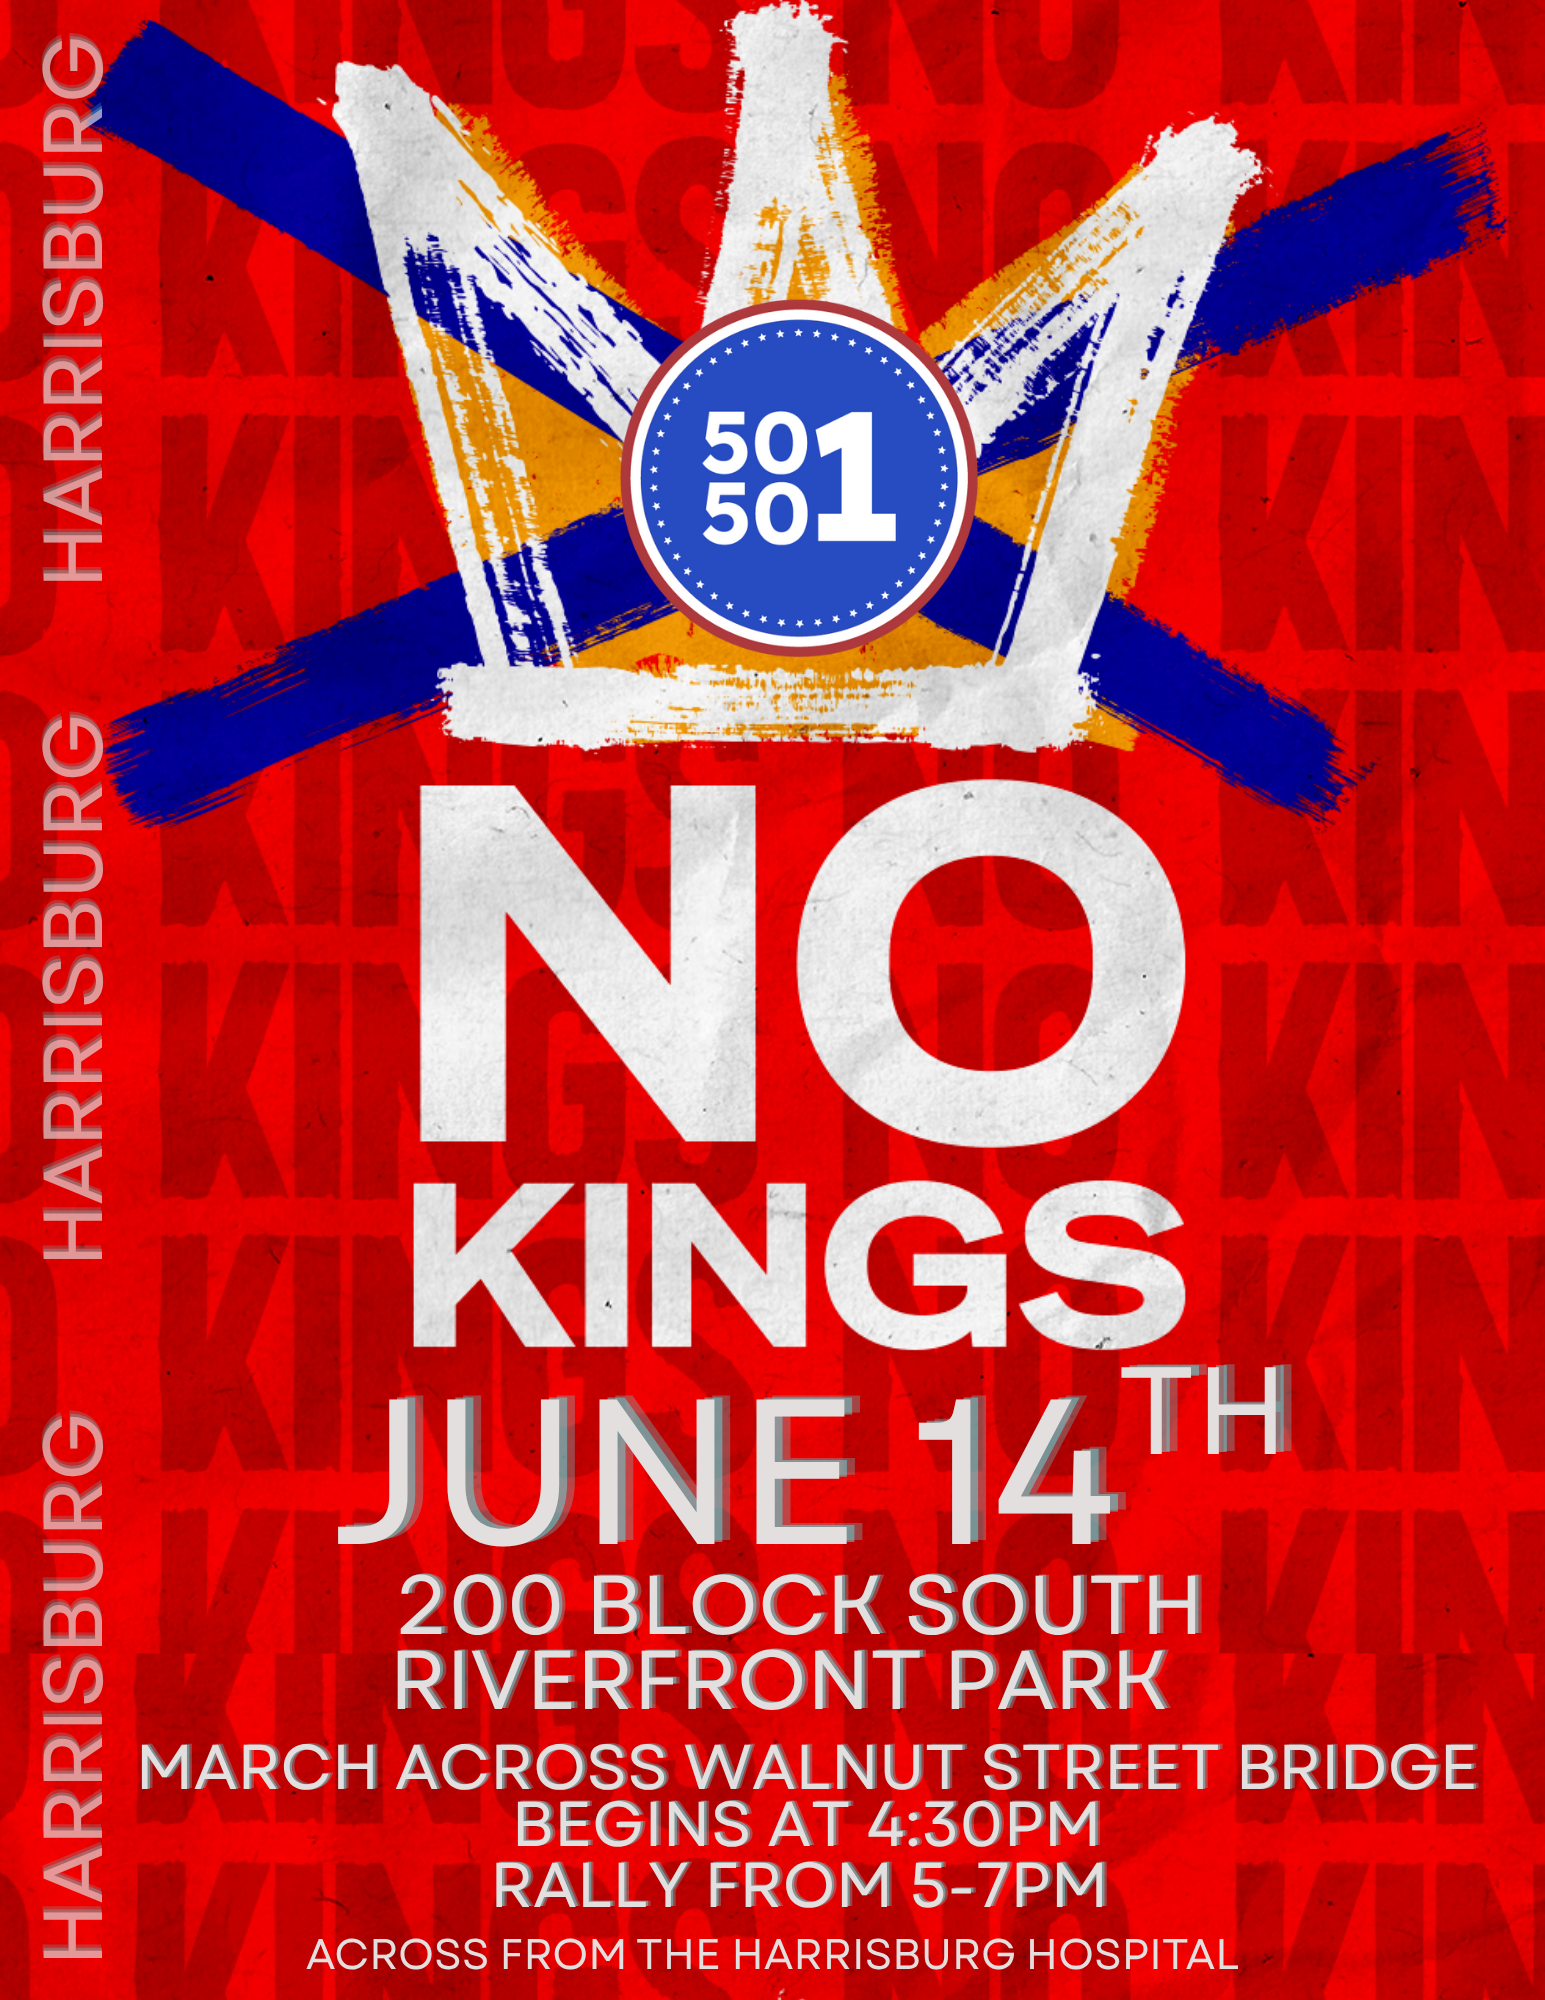 HARRISBURG
HARRISBURG
HARRISBURG
50
50
1
NO
KINGS
JUNE 14TH
200 BLOCK SOUTH
RIVERFRONT PARK
MARCH ACROSS WALNUT STREET BRIDGE
BEGINS AT 4:30PM
RALLY FROM 5-7PM
ACROSS FROM THE HARRISBURG HOSPITAL